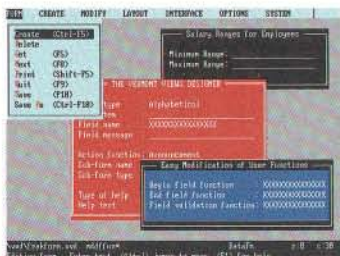 FORM CREATE MODIFY LAYOUT INTERFACE OPTIONS SYSTEM
Create (Ctrl-F5)
Delete
Get (F5)
Next (F8)
Print (Shift-F5)
Quit (F9)
Save (F10)
Save As (Ctrl-F10)
Salary Ranges for Employees
Minimum Range:
Maximum Range:
THE VERMONT VIEWS DESIGNER
type Alphabetical
Field name XXXXXXXXXXXXXXX
Field message
Action function: Announcement
Sub-form name
Sub-form type
Type of help
Help text
Easy Modification of User Functions
Begin field function : XXXXXXXXXXXXXXX
End field function : XXXXXXXXXXXXXXX
Field validation function: XXXXXXXXXXXXXXX
DataFn